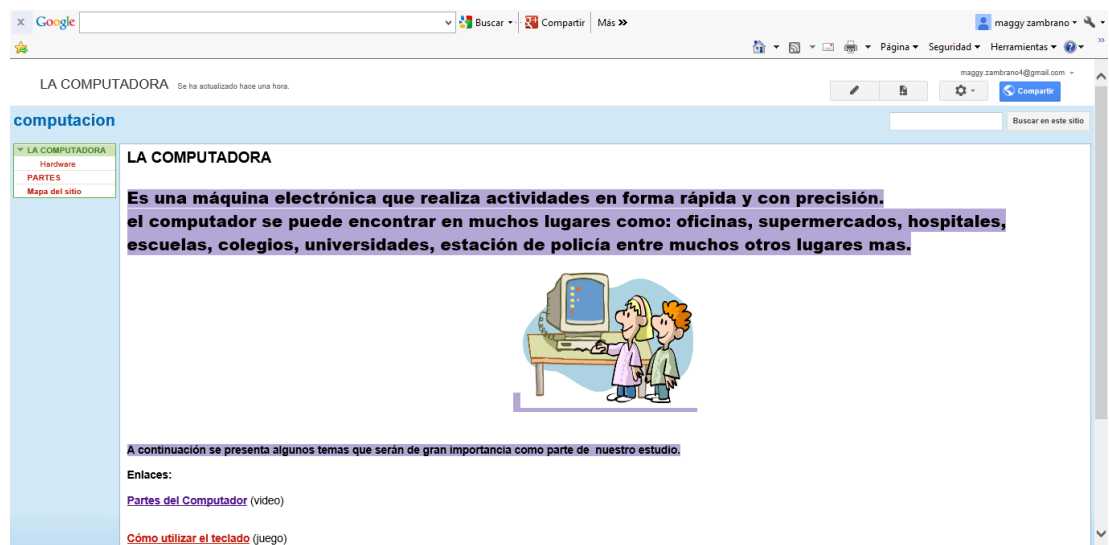 x Google Buscar Compartir Más »
maggy zambrano
Página Seguridad Herramientas »
maggy.zambrano4@gmail.com
LA COMPUTADORA Se ha actualizado hace una hora.
Compartir
computacion
Buscar en este sitio
LA COMPUTADORA
Hardware
PARTES
Mapa del sitio
LA COMPUTADORA
Es una máquina electrónica que realiza actividades en forma rápida y con precisión.
el computador se puede encontrar en muchos lugares como: oficinas, supermercados, hospitales,
escuelas, colegios, universidades, estación de policía entre muchos otros lugares mas.
A continuación se presenta algunos temas que serán de gran importancia como parte de nuestro estudio.
Enlaces:
Partes del Computador (video)
Cómo utilizar el teclado (juego)